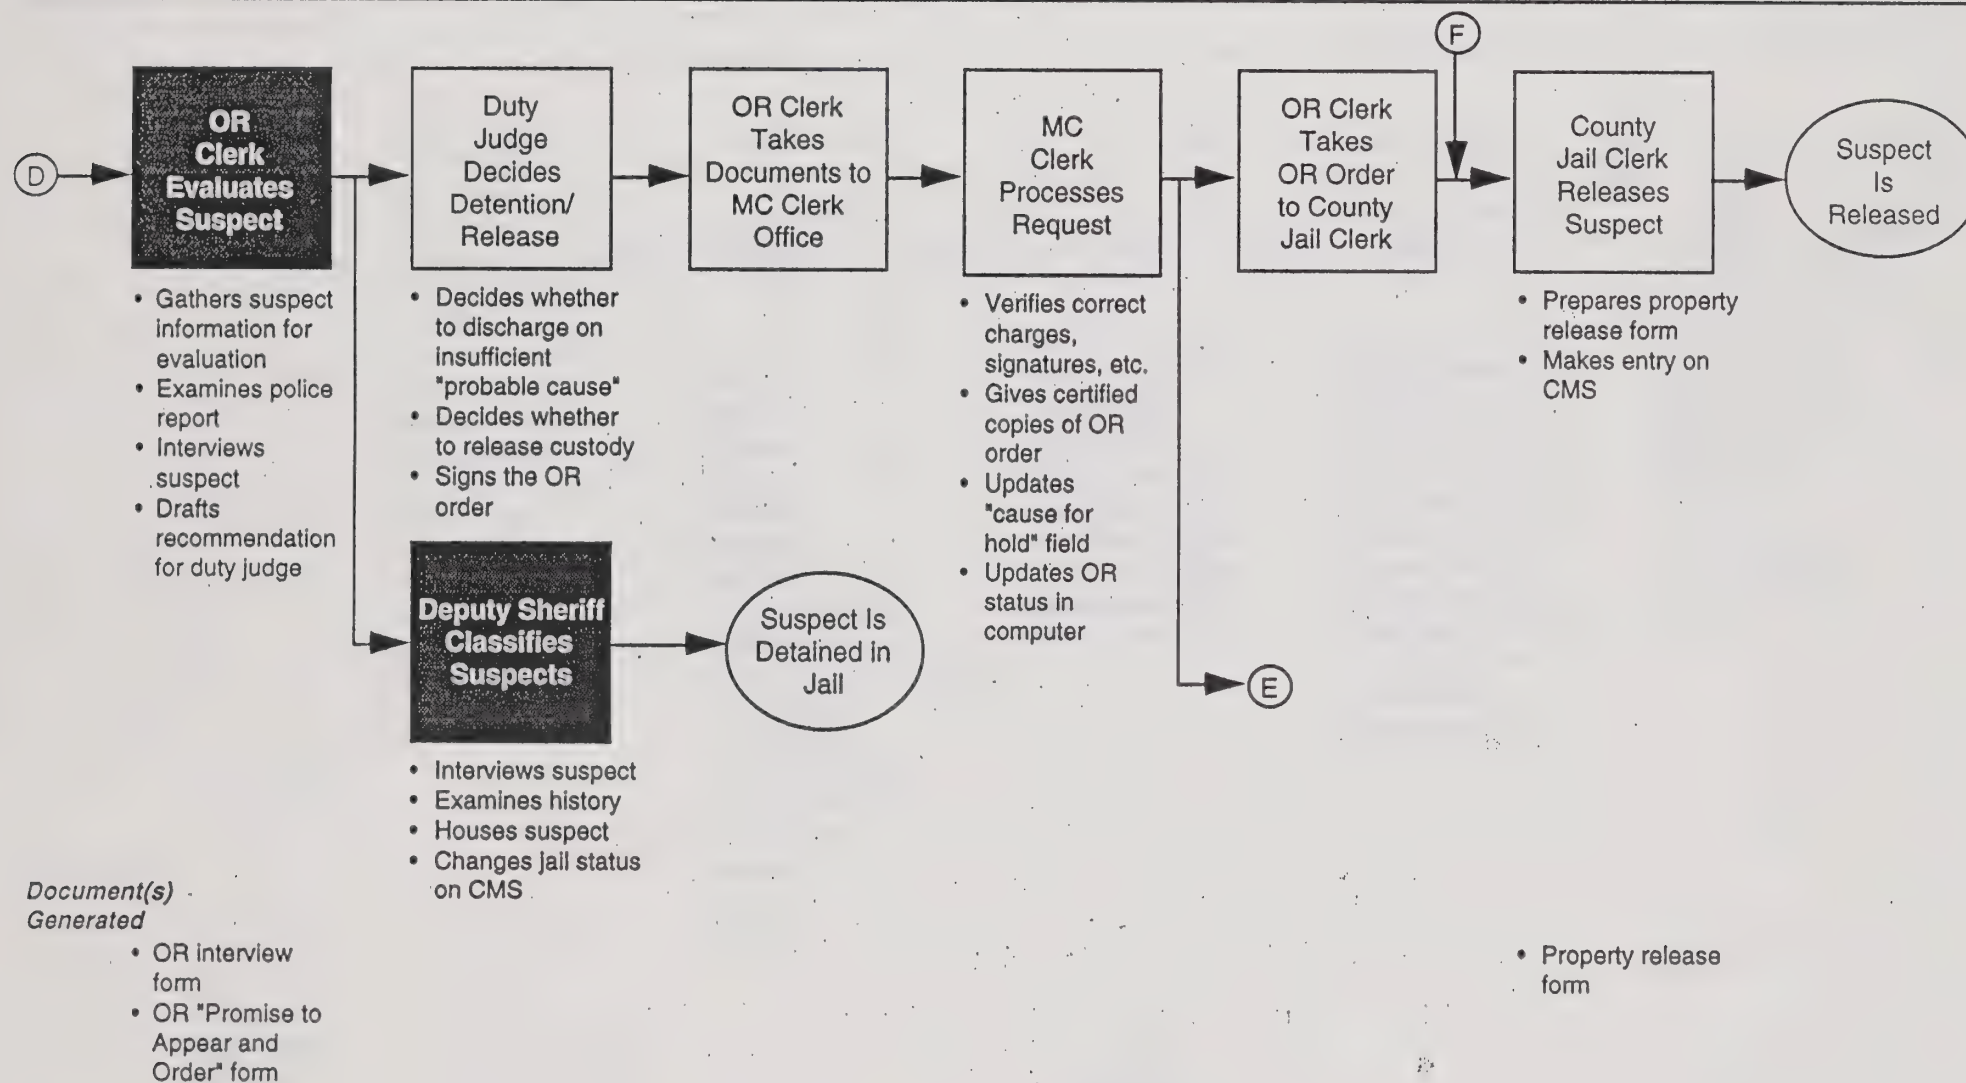 F
D
OR
Clerk
Evaluates
Suspect
Duty
Judge
Decides
Detention/
Release
OR Clerk
Takes
Documents to
MC Clerk
Office
MC
Clerk
Processes
Request
OR Clerk
Takes
OR Order
to County
Jail Clerk
County
Jail Clerk
Releases
Suspect
Suspect
Is
Released
• Gathers suspect
information for
evaluation
• Examines police
report
• Interviews
suspect
• Drafts
recommendation
for duty judge
• Decides whether
to discharge on
insufficient
"probable cause"
• Decides whether
to release custody
• Signs the OR
order
• Verifies correct
charges,
signatures, etc.
• Gives certified
copies of OR
order
• Updates
"cause for
hold" field
• Updates OR
status in
computer
• Prepares property
release form
• Makes entry on
CMS
Deputy Sheriff
Classifies
Suspects
Suspect Is
Detained in
Jail
E
• Interviews suspect
• Examines history
• Houses suspect
• Changes jail status
on CMS
Document(s)
Generated
• OR interview
form
• OR "Promise to
Appear and
Order" form
• Property release
form